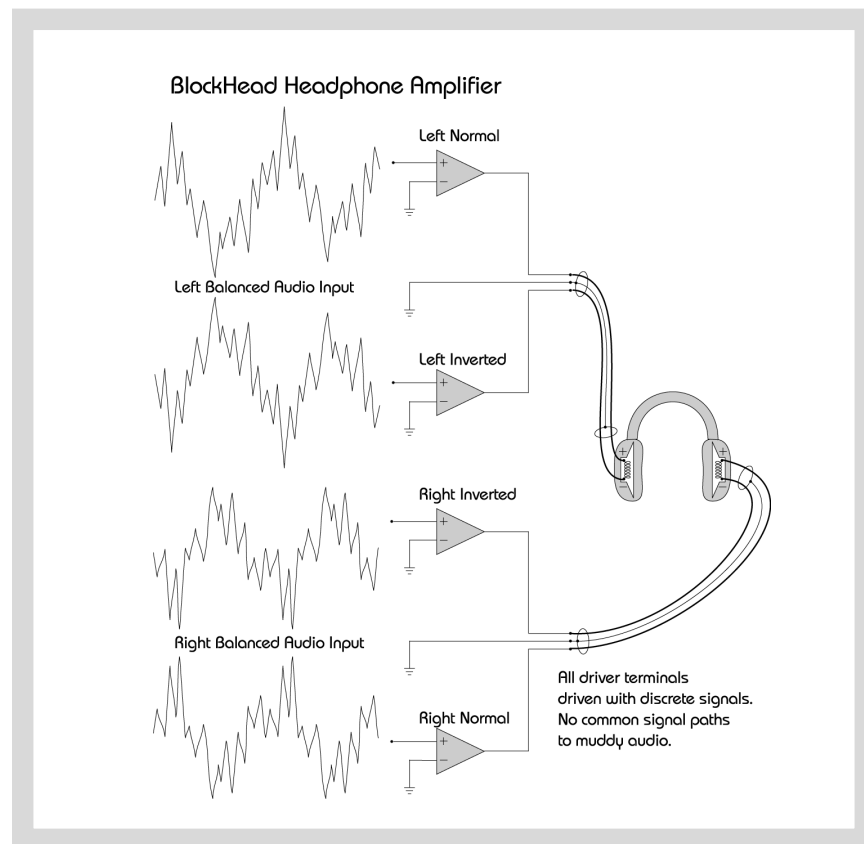 BlockHead Headphone Amplifier
Left Normal
+
−
Left Balanced Audio Input
Left Inverted
+
−
+
−
+
−
Right Inverted
+
−
Right Balanced Audio Input
All driver terminals
driven with discrete signals.
No common signal paths
to muddy audio.
Right Normal
+
−